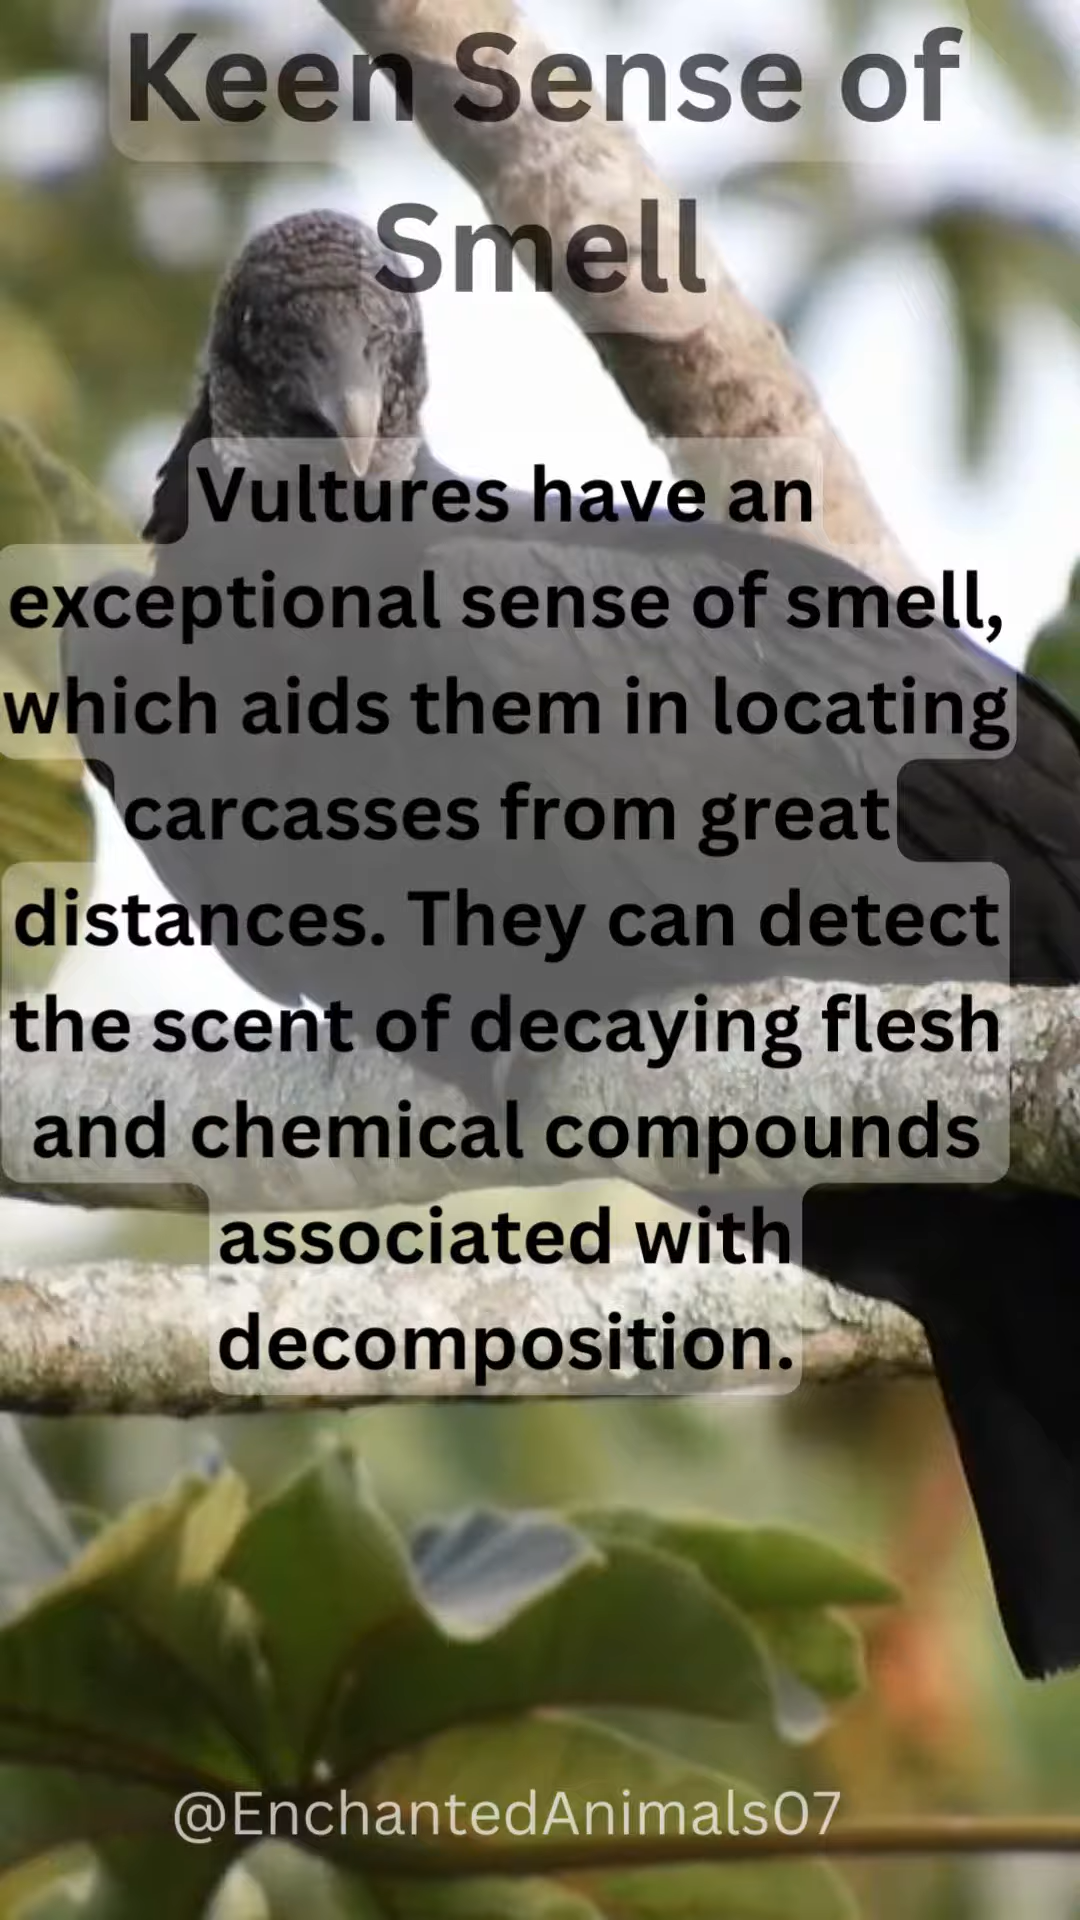 Keen Sense of
Smell
Vultures have an
exceptional sense of smell,
which aids them in locating
carcasses from great
distances. They can detect
the scent of decaying flesh
and chemical compounds
associated with
decomposition.
@EnchantedAnimals07